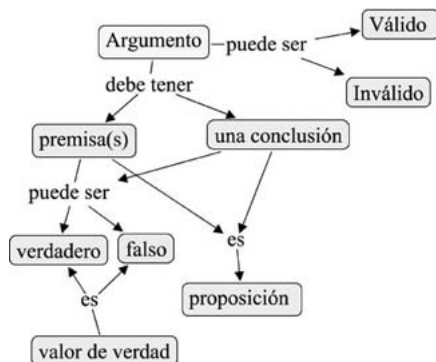 Válido
Argumento puede ser
Inválido
debe tener
premisa(s) una conclusión
puede ser
verdadero falso es
es proposición
valor de verdad